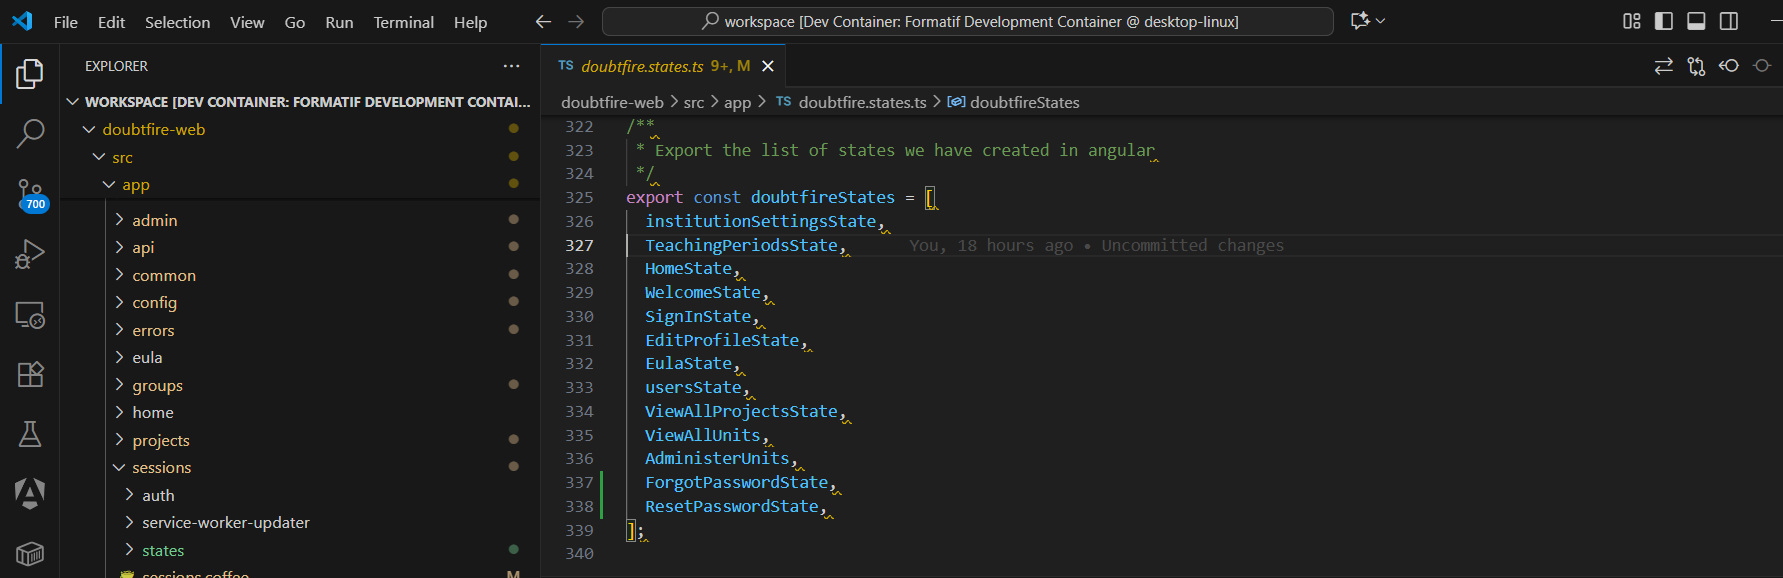 File Edit Selection View Go Run Terminal Help
workspace [Dev Container: Formatif Development Container @ desktop-linux]
EXPLORER
WORKSPACE [DEV CONTAINER: FORMATIF DEVELOPMENT CONTAI...
doubtfire-web
src
app
admin
api
common
config
errors
eula
groups
home
projects
sessions
auth
service-worker-updater
states
sessions.coffee M
700
TS doubtfire.states.ts 9+, M
doubtfire-web > src > app > TS doubtfire.states.ts > doubtfireStates
322 /**
323 * Export the list of states we have created in angular
324 */
325 export const doubtfireStates = [
326 institutionSettingsState,
327 TeachingPeriodsState, You, 18 hours ago • Uncommitted changes
328 HomeState,
329 WelcomeState,
330 SignInState,
331 EditProfileState,
332 EulaState,
333 usersState,
334 ViewAllProjectsState,
335 ViewAllUnits,
336 AdministerUnits,
337 ForgotPasswordState,
338 ResetPasswordState,
339 ];
340